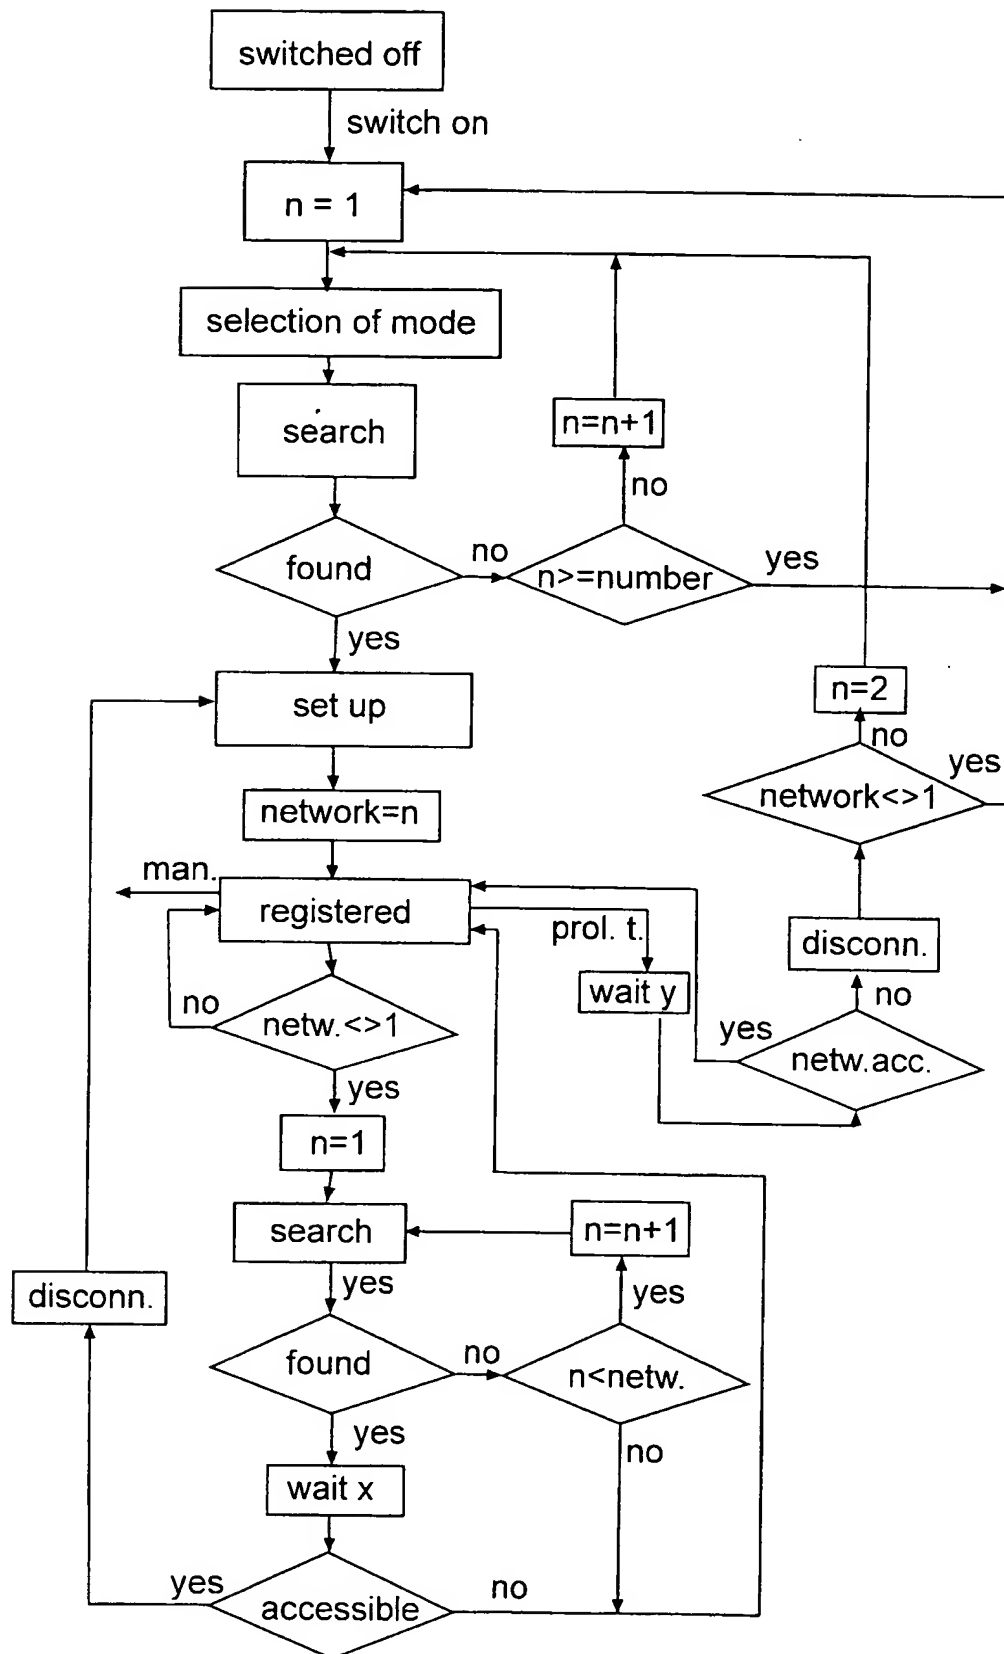 switched off
switch on
n = 1
selection of mode
search
n=n+1
no
found
no
n>=number
yes
yes
set up
n=2
no
network<>1
yes
network=n
man.
registered
prol. t.
disconn.
no
netw.<>1
wait y
yes
no
netw.acc.
yes
n=1
search
n=n+1
disconn.
yes
yes
found
no
n<netw.
yes
no
wait x
yes
accessible
no